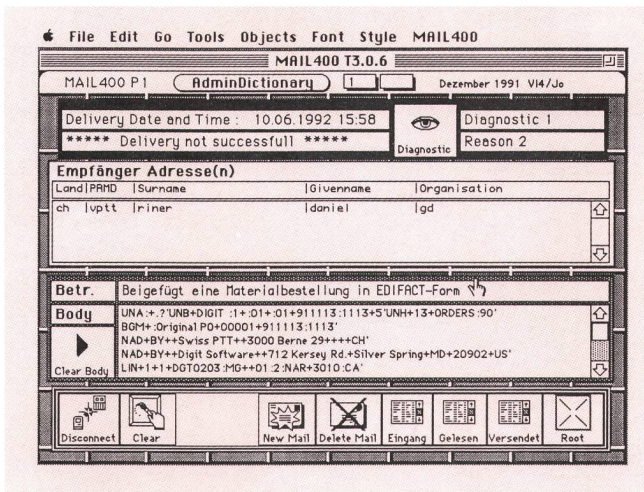 File Edit Go Tools Objects Font Style MAIL400
MAIL400 T3.0.6
MAIL400 P1 AdminDictionary 1 Dezember 1991 V14/Jo
Delivery Date and Time : 10.06.1992 15:58
***** Delivery not successfull *****
Diagnostic
Diagnostic 1
Reason 2
Empfänger Adresse(n)
Land|PRMD |Surname |Givenname |Organisation
ch |vptt |riner |daniel |gd
Betr. Beigefügt eine Materialbestellung in EDIFACT-Form
Body
Clear Body
UNA:+.?'UNB+DIGIT :1+:01+:01+911113:1113+5'UNH+13+ORDERS:90'
BGM+:Original PO+00001+911113:1113'
NAD+BY++Swiss PTT++3000 Berne 29++++CH'
NAD+BY++Digit Software++712 Kersey Rd.+Silver Spring+MD+20902+US'
LIN+1+1+DGT0203:MG++01:2:NAR+3010:CA'
Disconnect Clear New Mail Delete Mail Eingang Gelesen Versendet Root